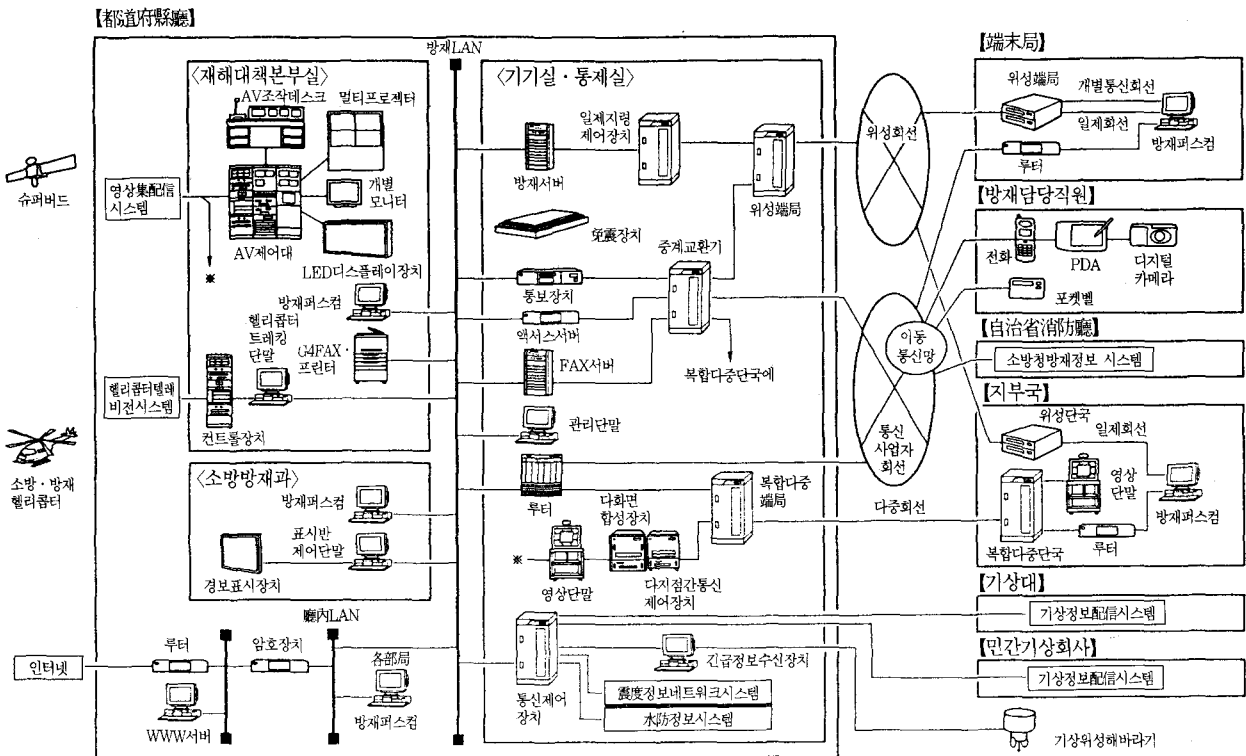 【都道府縣廳】
방재LAN
〈재해대책본부실〉
AV조작데스크
멀티프로젝터
영상集配信
시스템
슈퍼버드
개별
모니터
AV제어대
LED디스플레이장치
※
방재퍼스컴
헬리콥터
트레킹
단말
G4FAX·
프린터
헬리콥터텔레
비전시스템
컨트롤장치
소방·방재
헬리콥터
〈소방방재과〉
방재퍼스컴
표시반
제어단말
경보표시장치
廳內LAN
인터넷
루터
암호장치
各部局
방재퍼스컴
WWW서버
〈기기실·통제실〉
일제지령
제어장치
방재서버
위성端局
免震장치
중계교환기
통보장치
액서스서버
FAX서버
복합다중단국에
관리단말
루터
다화면
합성장치
복합다중
端局
※
영상단말
다지점간통신
제어장치
통신제어
장치
긴급정보수신장치
震度정보네트워크시스템
水防정보시스템
위성회선
이동
통신망
통신
사업자
회선
다중회선
【端末局】
위성端局
개별통신회선
일제회선
루터
방재퍼스컴
【방재담당직원】
전화
PDA
디지털
카메라
포켓벨
【自治省消防廳】
소방청방재정보 시스템
【지부국】
위성단국
일제회선
영상
단말
방재퍼스컴
복합다중단국
루터
【기상대】
기상정보配信시스템
【민간기상회사】
기상정보配信시스템
기상위성해바라기